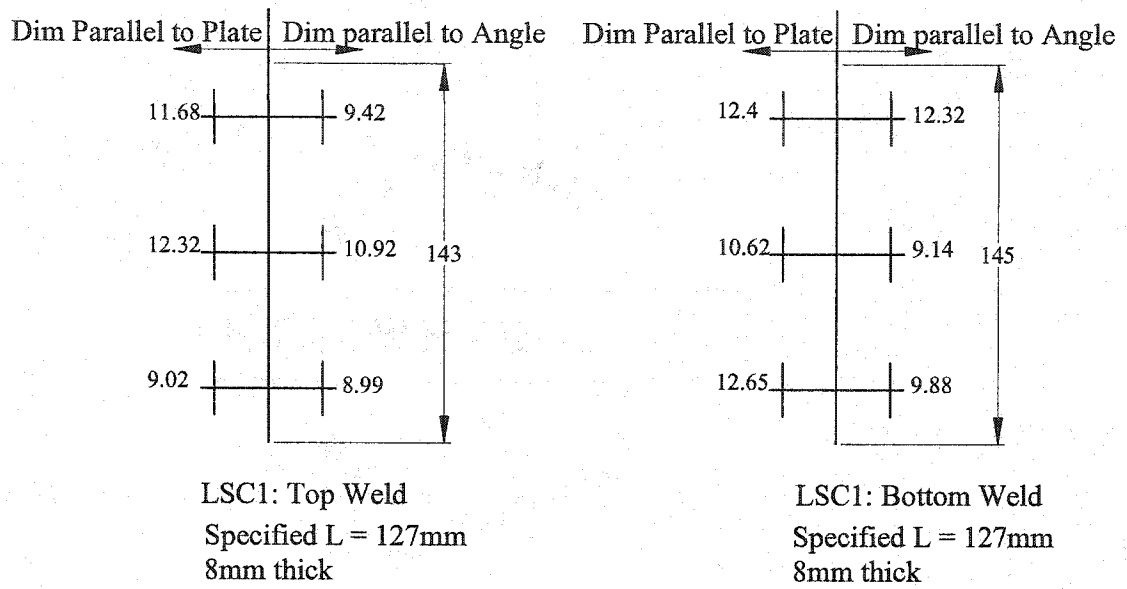 Dim Parallel to Plate Dim parallel to Angle
11.68 9.42
12.32 10.92 143
9.02 8.99
LSC1: Top Weld
Specified L = 127mm
8mm thick
Dim Parallel to Plate Dim parallel to Angle
12.4 12.32
10.62 9.14 145
12.65 9.88
LSC1: Bottom Weld
Specified L = 127mm
8mm thick